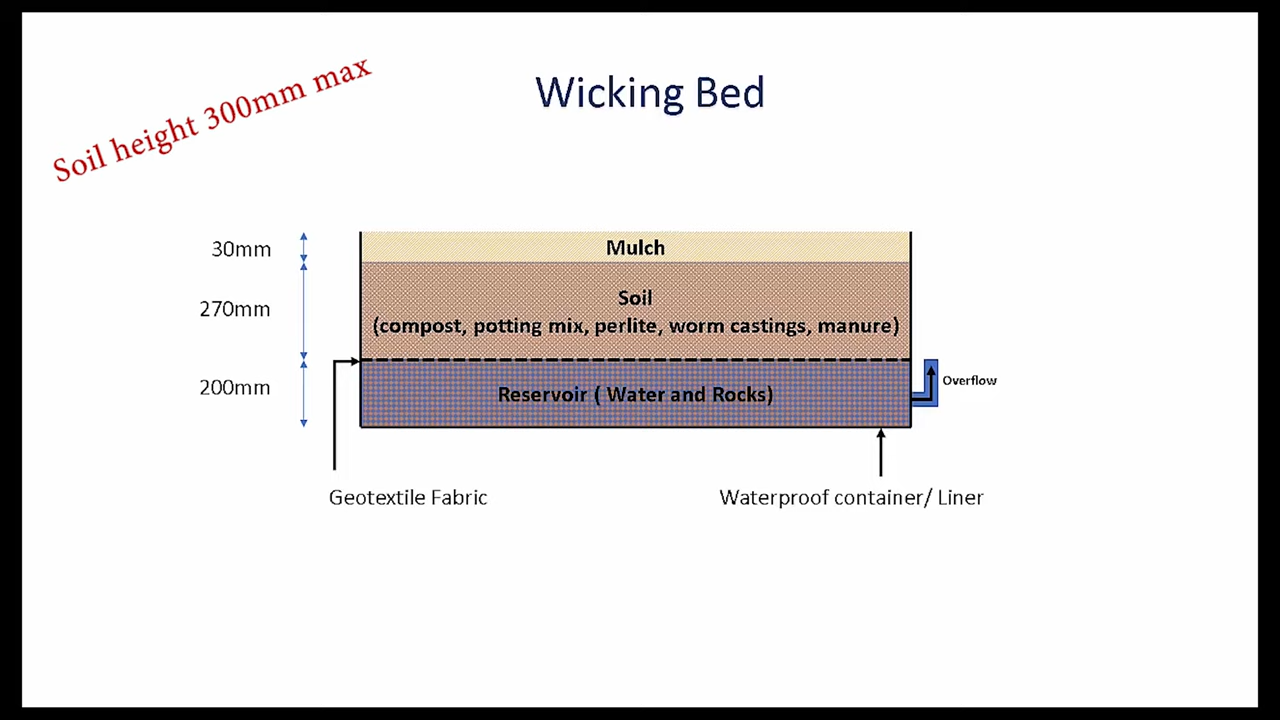 Soil height 300mm max
Wicking Bed
30mm
Mulch
270mm
Soil
(compost, potting mix, perlite, worm castings, manure)
200mm
Reservoir ( Water and Rocks)
Overflow
Geotextile Fabric
Waterproof container/ Liner